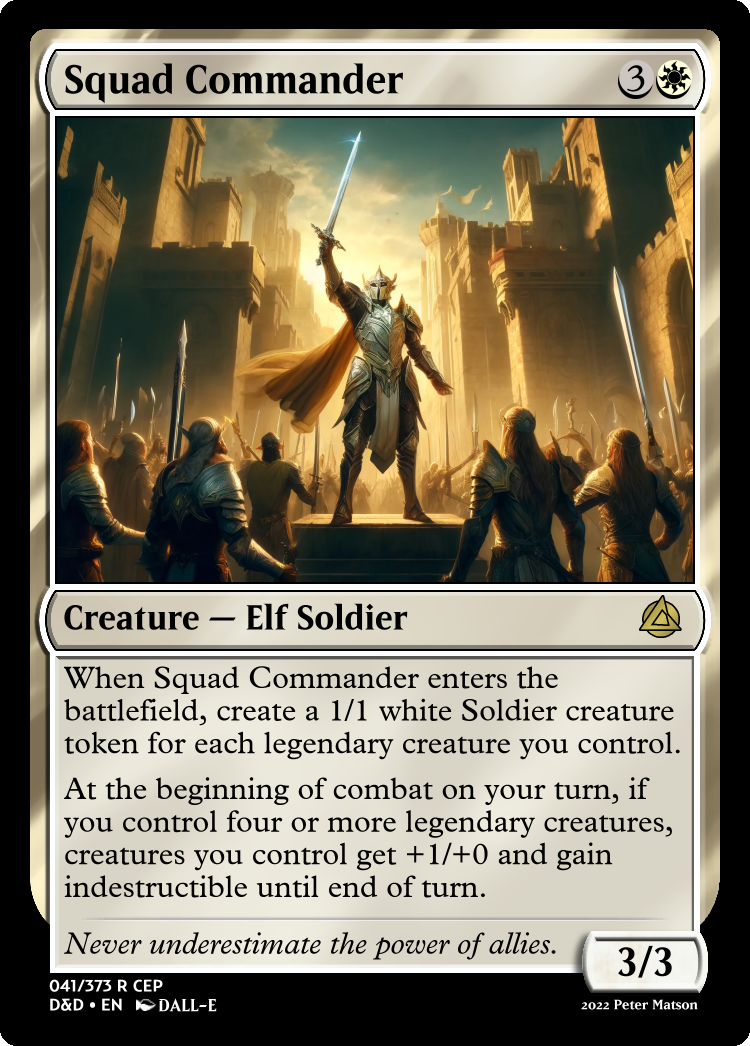 Squad Commander 3
Creature — Elf Soldier
When Squad Commander enters the
battlefield, create a 1/1 white Soldier creature
token for each legendary creature you control.
At the beginning of combat on your turn, if
you control four or more legendary creatures,
creatures you control get +1/+0 and gain
indestructible until end of turn.
Never underestimate the power of allies.
3/3
041/373 R CEP
D&D • EN DALL-E
2022 Peter Matson